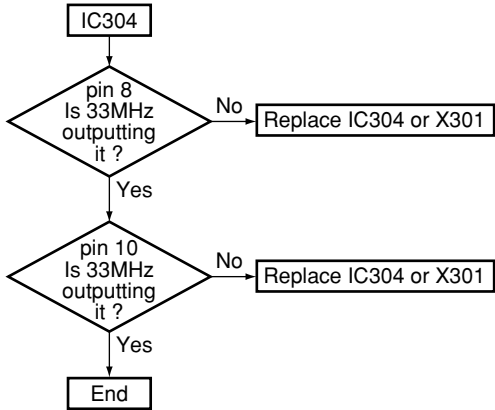 IC304
pin 8
Is 33MHz
outputting
it ?
No
Replace IC304 or X301
Yes
pin 10
Is 33MHz
outputting
it ?
No
Replace IC304 or X301
Yes
End